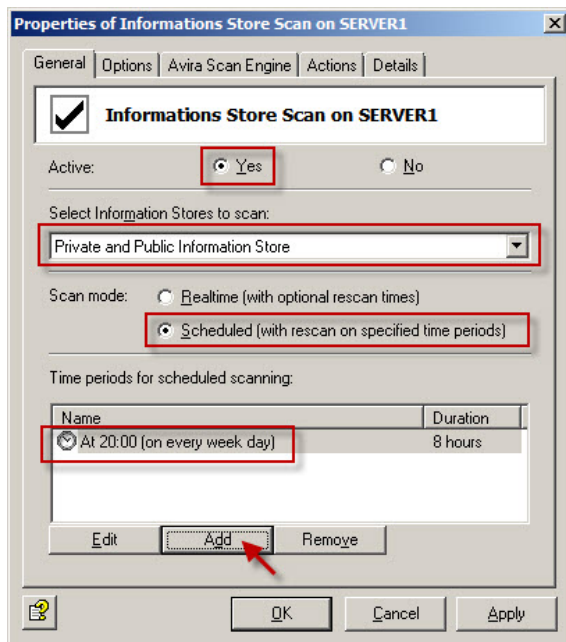 Properties of Informations Store Scan on SERVER1
General Options Avira Scan Engine Actions Details
Informations Store Scan on SERVER1
Active: Yes No
Select Information Stores to scan:
Private and Public Information Store
Scan mode: Realtime (with optional rescan times)
Scheduled (with rescan on specified time periods)
Time periods for scheduled scanning:
Name Duration
At 20:00 (on every week day) 8 hours
Edit Add Remove
OK Cancel Apply